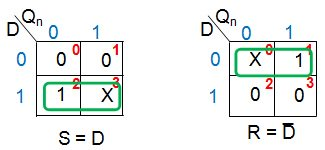 D Qn 0 1
0 0 0 0 1
1 1 2 X 3
S = D
D Qn 0 1
0 X 0 1 1
1 0 2 0 3
R = D̅